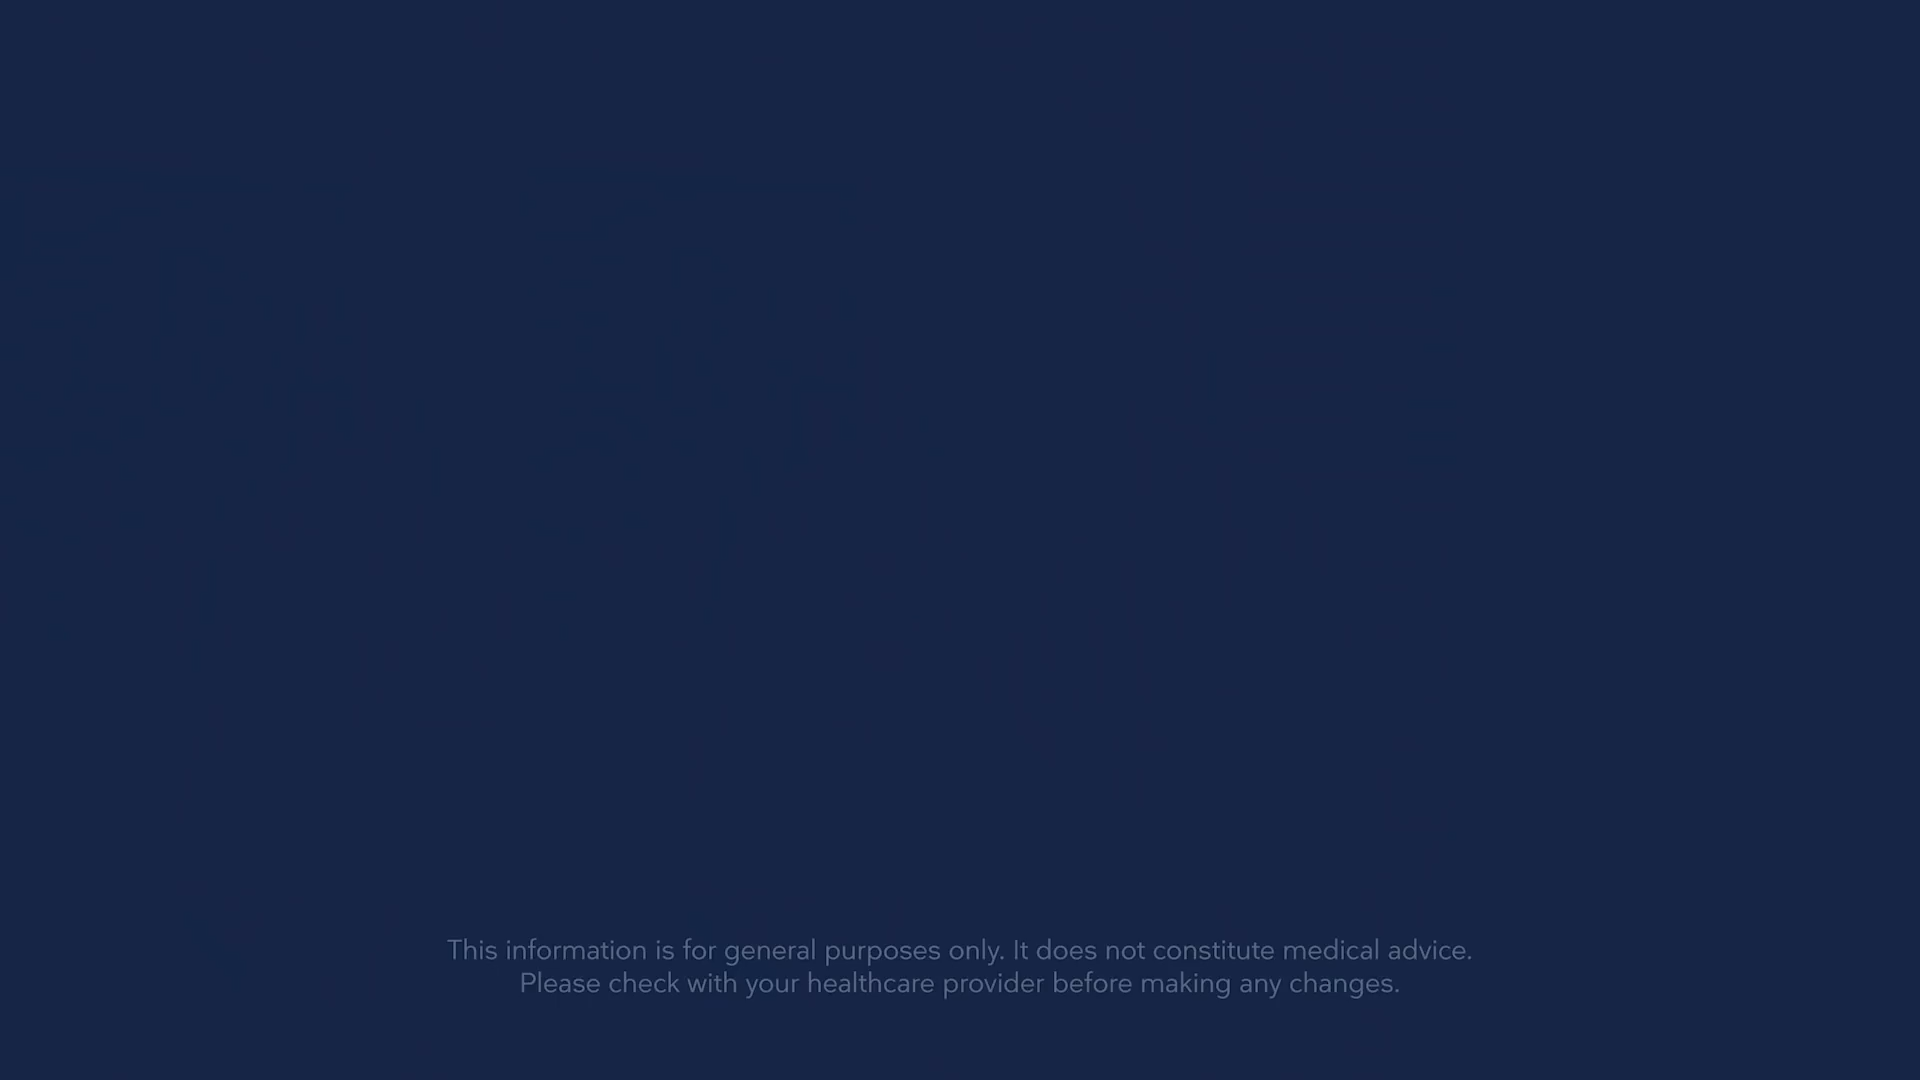 This information is for general purposes only. It does not constitute medical advice.
Please check with your healthcare provider before making any changes.